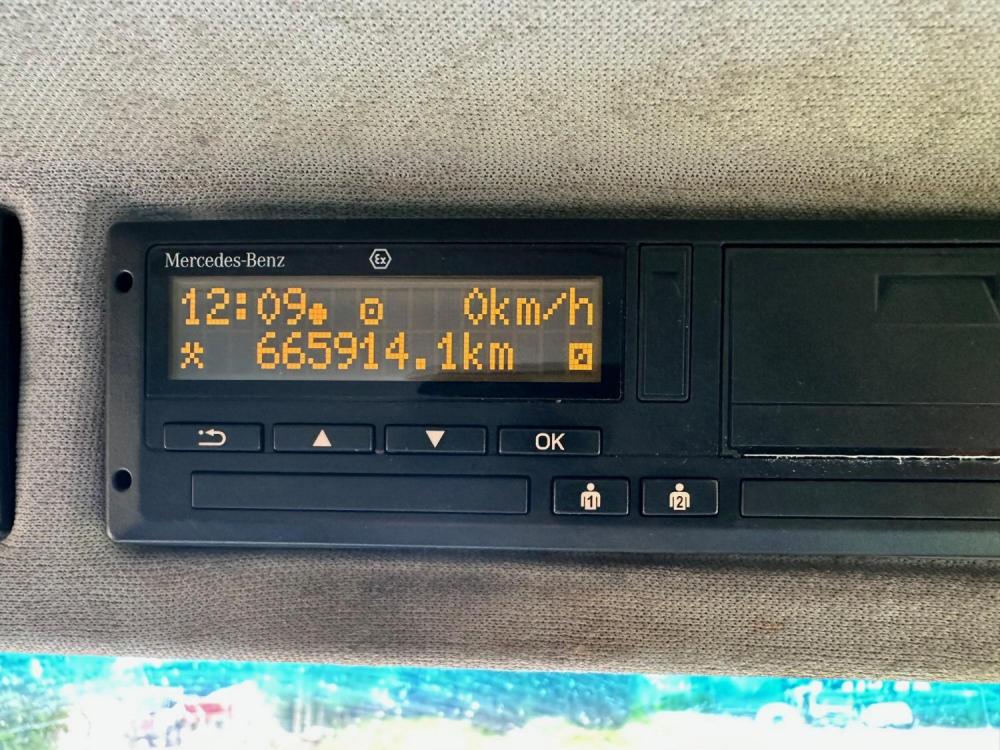 Mercedes-Benz
Ex
12:09 0km/h
665914.1km
OK
1 2